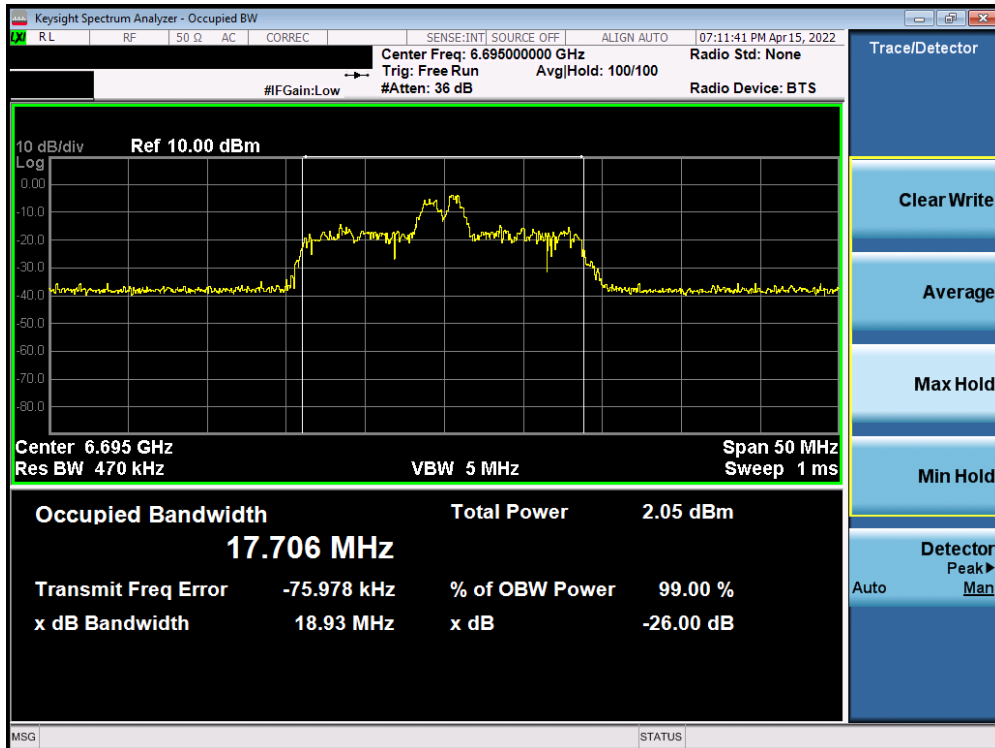 Keysight Spectrum Analyzer - Occupied BW
LXI RL RF 50 Ω AC CORREC SENSE:INT SOURCE OFF ALIGN AUTO 07:11:41 PM Apr 15, 2022
Center Freq: 6.695000000 GHz Radio Std: None
Trig: Free Run Avg|Hold: 100/100
#IFGain:Low #Atten: 36 dB Radio Device: BTS
10 dB/div Ref 10.00 dBm
Log
0.00
-10.0
-20.0
-30.0
-40.0
-50.0
-60.0
-70.0
-80.0
Center 6.695 GHz Span 50 MHz
Res BW 470 kHz VBW 5 MHz Sweep 1 ms
Occupied Bandwidth Total Power 2.05 dBm
17.706 MHz
Transmit Freq Error -75.978 kHz % of OBW Power 99.00 %
x dB Bandwidth 18.93 MHz x dB -26.00 dB
Trace/Detector
Clear Write
Average
Max Hold
Min Hold
Detector
Peak▶
Auto Man
MSG STATUS